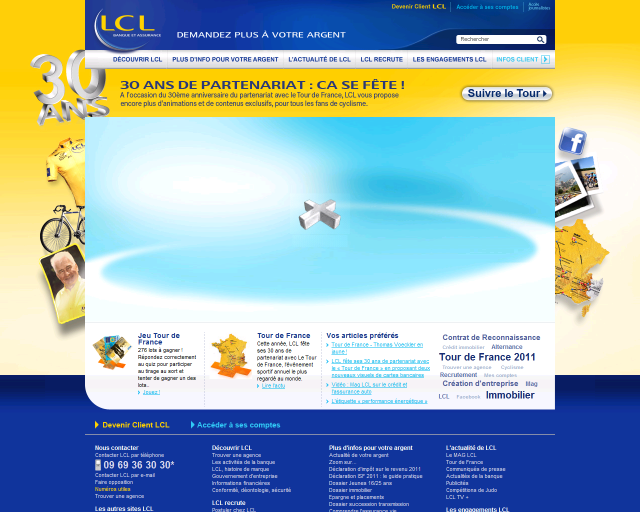 Devenir Client LCL
Accéder à ses comptes
Accès journalistes
LCL
BANQUE ET ASSURANCE
DEMANDEZ PLUS À VOTRE ARGENT
Rechercher
DÉCOUVRIR LCL
PLUS D'INFO POUR VOTRE ARGENT
L'ACTUALITÉ DE LCL
LCL RECRUTE
LES ENGAGEMENTS LCL
INFOS CLIENT
30
ANS
30 ANS DE PARTENARIAT : CA SE FÊTE !
A l'occasion du 30ème anniversaire du partenariat avec le Tour de France, LCL vous propose
encore plus d'animations et de contenus exclusifs, pour tous les fans de cyclisme.
Suivre le Tour
Jeu Tour de
France
276 lots à gagner !
Répondez correctement
au quiz pour participer
au tirage au sort et
tenter de gagner un des
lots.
Jouez !
Tour de France
Cette année, LCL fête
ses 30 ans de
partenariat avec Le Tour
de France, l'événement
sportif annuel le plus
regardé au monde.
Lire l'actu
Vos articles préférés
Tour de France - Thomas Voeckler en
jaune !
LCL fête ses 30 ans de partenariat avec
le « Tour de France » en proposant deux
nouveaux visuels de cartes bancaires
Vidéo : Mag LCL sur le crédit et
l'assurance auto
L'étiquette « performance énergétique »
Contrat de Reconnaissance
Crédit immobilier Alternance
Tour de France 2011
Trouver une agence Cyclisme
Recrutement Mes comptes
Création d'entreprise Mag
LCL Facebook Immobilier
Devenir Client LCL
Accéder à ses comptes
Nous contacter
Contacter LCL par téléphone
09 69 36 30 30*
Contacter LCL par e-mail
Faire opposition
Numéros utiles
Trouver une agence
Les autres sites LCL
Découvrir LCL
Trouver une agence
Les activités de la banque
LCL, histoire de marque
Gouvernement d'entreprise
Informations financières
Conformité, déontologie, sécurité
LCL recrute
Postuler chez LCL
Plus d'infos pour votre argent
Actualité de votre argent
Zoom sur...
Déclaration d'impôt sur le revenu 2011
Déclaration ISF 2011 : le guide pratique
Dossier Jeunes 16/25 ans
Dossier immobilier
Epargne et placements
Dossier succession transmission
Comprendre l'assurance vie
L'actualité de LCL
Le MAG LCL
Tour de France
Communiqués de presse
Actualités de la banque
Publicités
Compétitions de Judo
LCL TV +
Les engagements LCL